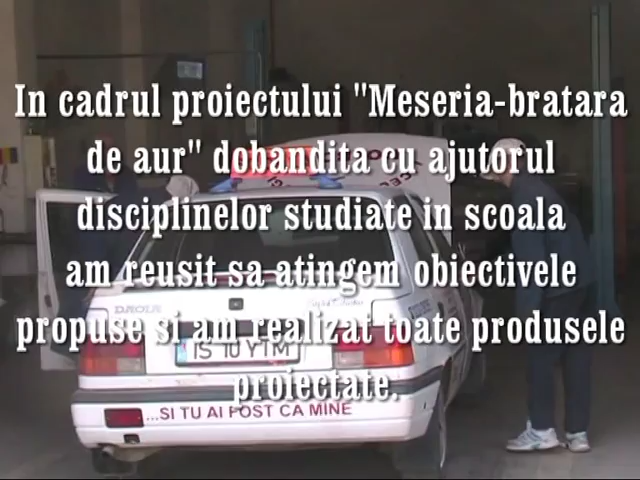 In cadrul proiectului "Meseria-bratara
de aur" dobandita cu ajutorul
disciplinelor studiate in scoala
am reusit sa atingem obiectivele
propuse si am realizat toate produsele
proiectate.
DACIA
IS 10 YTM
...SI TU AI FOST CA MINE